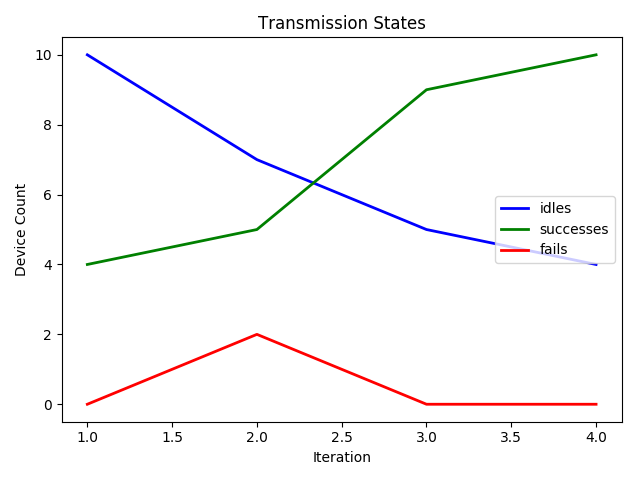 Transmission States
Device Count
10
8
6
4
2
0
idles
successes
fails
1.0 1.5 2.0 2.5 3.0 3.5 4.0
Iteration